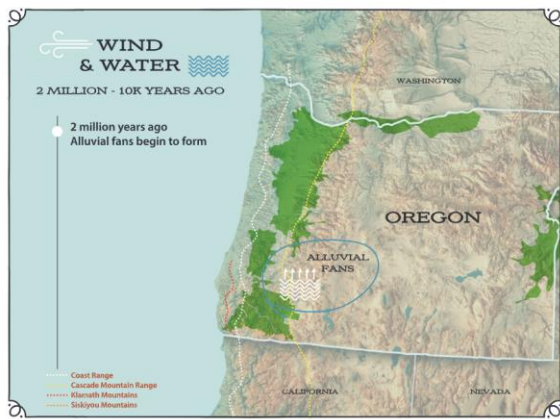 WIND
& WATER
2 MILLION - 10K YEARS AGO
2 million years ago
Alluvial fans begin to form
WASHINGTON
OREGON
ALLUVIAL
FANS
CALIFORNIA
NEVADA
Coast Range
Cascade Mountain Range
Klamath Mountains
Siskiyou Mountains